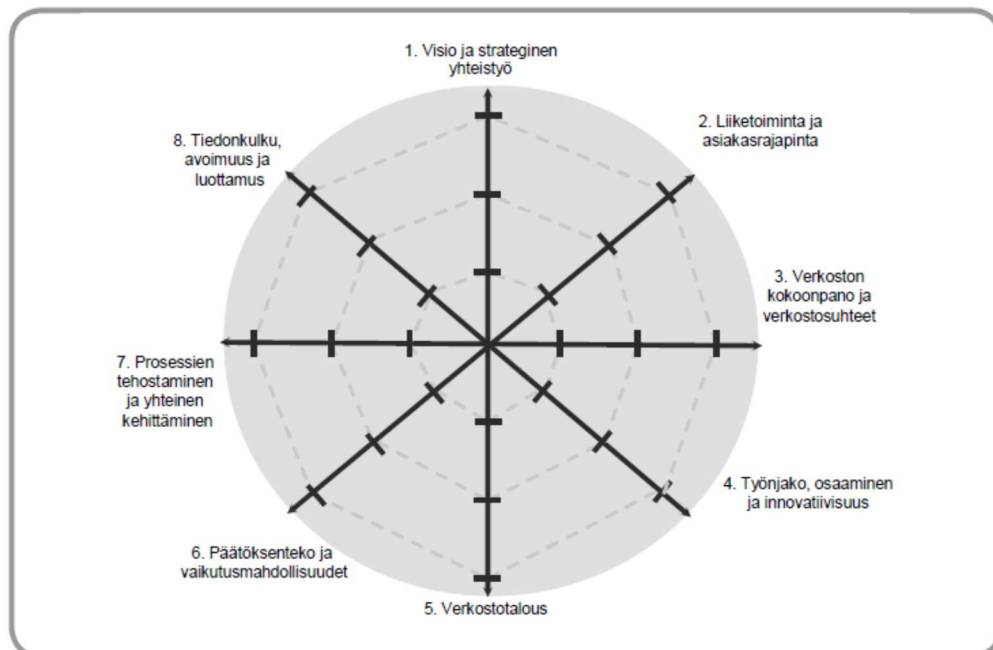 1. Visio ja strateginen
yhteistyö
2. Liiketoiminta ja
asiakasrajapinta
3. Verkoston
kokoonpano ja
verkostosuhteet
4. Työnjako, osaaminen
ja innovatiivisuus
5. Verkostotalous
6. Päätöksenteko ja
vaikutusmahdollisuudet
7. Prosessien
tehostaminen
ja yhteinen
kehittäminen
8. Tiedonkulku,
avoimuus ja
luottamus